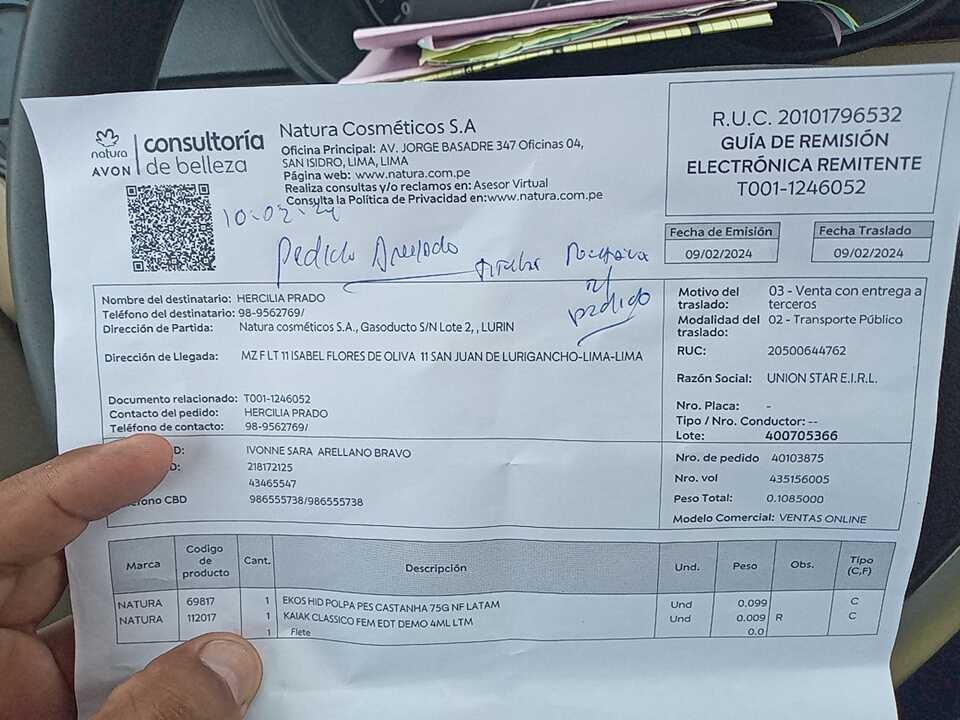 natura
AVON
consultoría
de belleza
Natura Cosméticos S.A
Oficina Principal: AV. JORGE BASADRE 347 Oficinas 04,
SAN ISIDRO, LIMA, LIMA
Página web: www.natura.com.pe
Realiza consultas y/o reclamos en: Asesor Virtual
Consulta la Política de Privacidad en:www.natura.com.pe
R.U.C. 20101796532
GUÍA DE REMISIÓN
ELECTRÓNICA REMITENTE
T001-1246052
10-02-24
Pedido
pedido
Fecha de Emisión
09/02/2024
Fecha Traslado
09/02/2024
Nombre del destinatario: HERCILIA PRADO
Teléfono del destinatario: 98-9562769/
Dirección de Partida: Natura cosméticos S.A., Gasoducto S/N Lote 2, , LURIN
Dirección de Llegada: MZ F LT 11 ISABEL FLORES DE OLIVA 11 SAN JUAN DE LURIGANCHO-LIMA-LIMA
Documento relacionado: T001-1246052
Contacto del pedido: HERCILIA PRADO
Teléfono de contacto: 98-9562769/
Motivo del traslado: 03 - Venta con entrega a terceros
Modalidad del traslado: 02 - Transporte Público
RUC: 20500644762
Razón Social: UNION STAR E.I.R.L.
Nro. Placa: -
Tipo / Nro. Conductor: --
Lote: 400705366
D: IVONNE SARA ARELLANO BRAVO
D: 218172125
43465547
fono CBD 986555738/986555738
Nro. de pedido 40103875
Nro. vol 435156005
Peso Total: 0.1085000
Modelo Comercial: VENTAS ONLINE
Marca Codigo de producto Cant. Descripción Und. Peso Obs. Tipo (C,F)
NATURA 69817 1 EKOS HID POLPA PES CASTANHA 75G NF LATAM Und 0.099 C
NATURA 112017 1 KAIAK CLASSICO FEM EDT DEMO 4ML LTM Und 0.009 R C
1 Flete 0.0